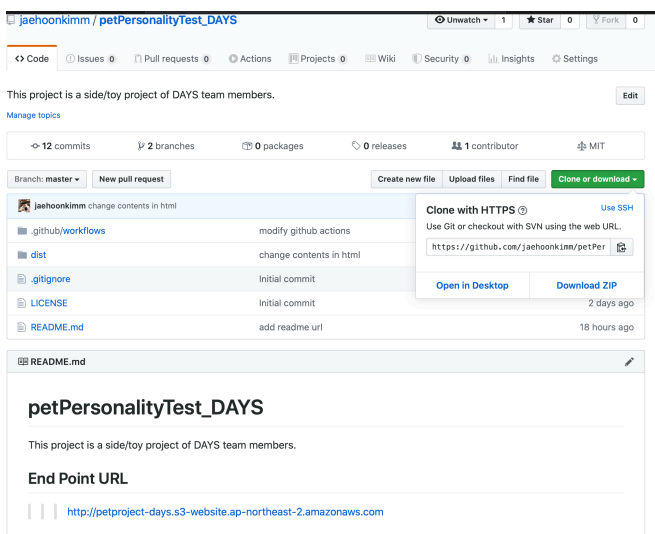 jaehoonkimm / petPersonalityTest_DAYS
Unwatch 1 Star 0 Fork 0
Code Issues 0 Pull requests 0 Actions Projects 0 Wiki Security 0 Insights Settings
This project is a side/toy project of DAYS team members. Edit
Manage topics
12 commits 2 branches 0 packages 0 releases 1 contributor MIT
Branch: master New pull request Create new file Upload files Find file Clone or download
jaehoonkimm change contents in html
.github/workflows modify github actions
dist change contents in html
.gitignore Initial commit
LICENSE Initial commit 2 days ago
README.md add readme url 18 hours ago
Clone with HTTPS Use SSH
Use Git or checkout with SVN using the web URL.
https://github.com/jaehoonkimm/petPer
Open in Desktop Download ZIP
README.md
petPersonalityTest_DAYS
This project is a side/toy project of DAYS team members.
End Point URL
http://petproject-days.s3-website.ap-northeast-2.amazonaws.com